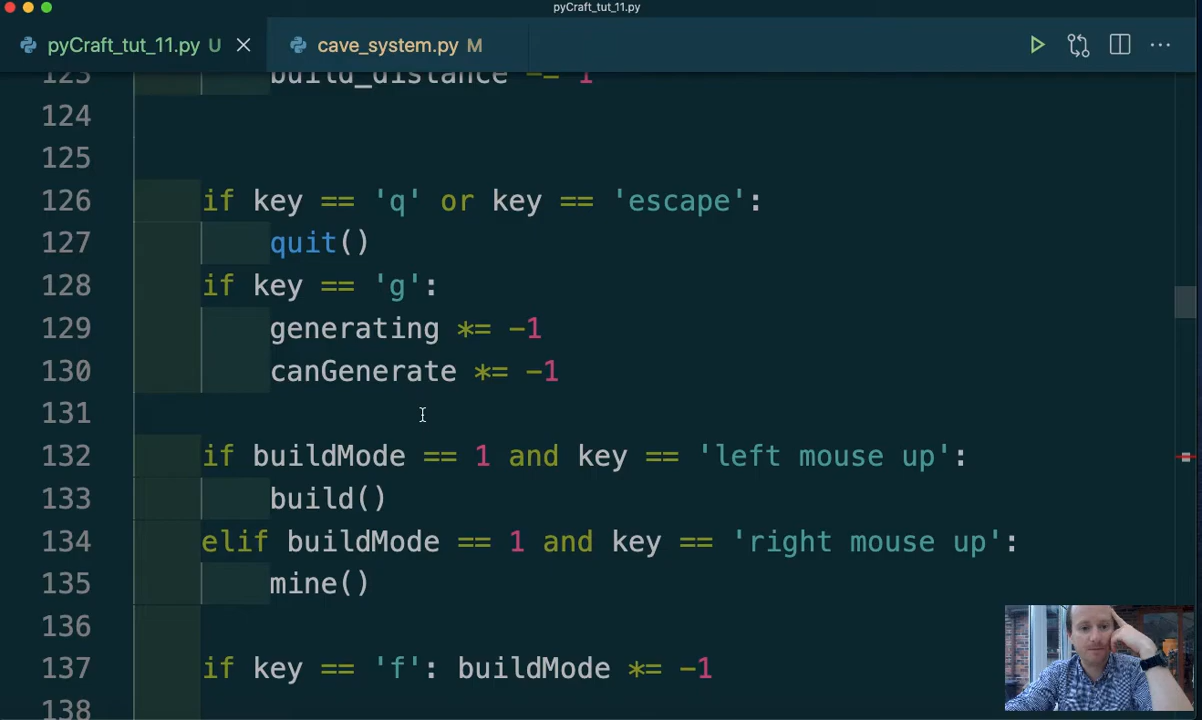 pyCraft_tut_11.py
pyCraft_tut_11.py U cave_system.py M
123 build_distance -= 1
124
125
126 if key == 'q' or key == 'escape':
127 quit()
128 if key == 'g':
129 generating *= -1
130 canGenerate *= -1
131
132 if buildMode == 1 and key == 'left mouse up':
133 build()
134 elif buildMode == 1 and key == 'right mouse up':
135 mine()
136
137 if key == 'f': buildMode *= -1
138